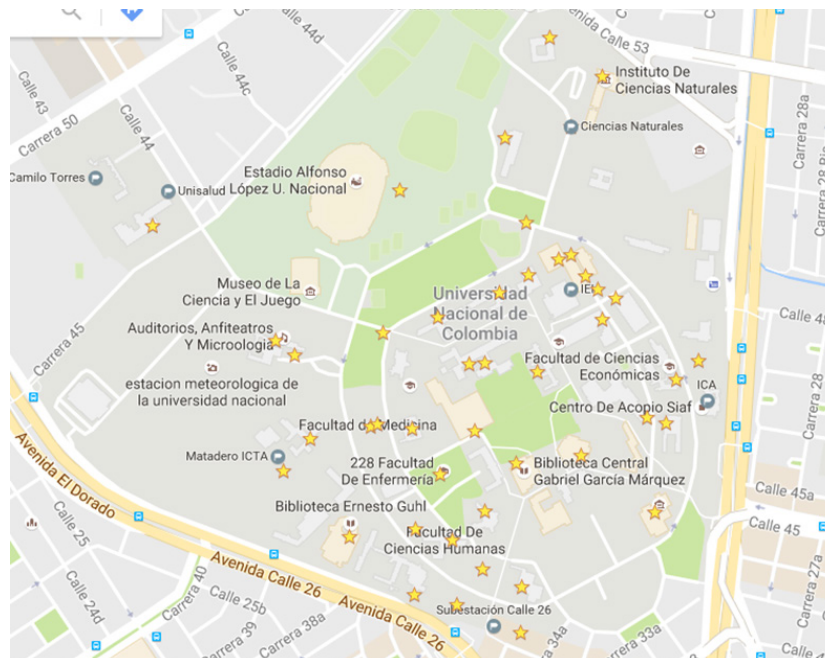 Avenida Calle 53
Calle 44d
Calle 44c
Calle 43
Carrera 50
Calle 44
Instituto De
Ciencias Naturales
Ciencias Naturales
Carrera 28a
Camilo Torres
Unisalud
Estadio Alfonso
López U. Nacional
Museo de La
Ciencia y El Juego
Universidad
Nacional de
Colombia
Auditorios, Anfiteatros
Y Microologia
Carrera 45
estacion meteorologica de
la universidad nacional
Facultad de Ciencias
Económicas
ICA
Carrera 28
Centro De Acopio Siaf
Facultad de Medicina
Matadero ICTA
228 Facultad
De Enfermería
Biblioteca Central
Gabriel García Márquez
Avenida El Dorado
Calle 45a
Calle 45
Biblioteca Ernesto Guhl
Facultad De
Ciencias Humanas
Calle 25
Avenida Calle 26
Avenida Calle 26
Carrera 40
Calle 25b
Calle 24d
Carrera 39
Carrera 38a
Subestación Calle 26
Carrera 34a
Carrera 33a
Carrera 27a